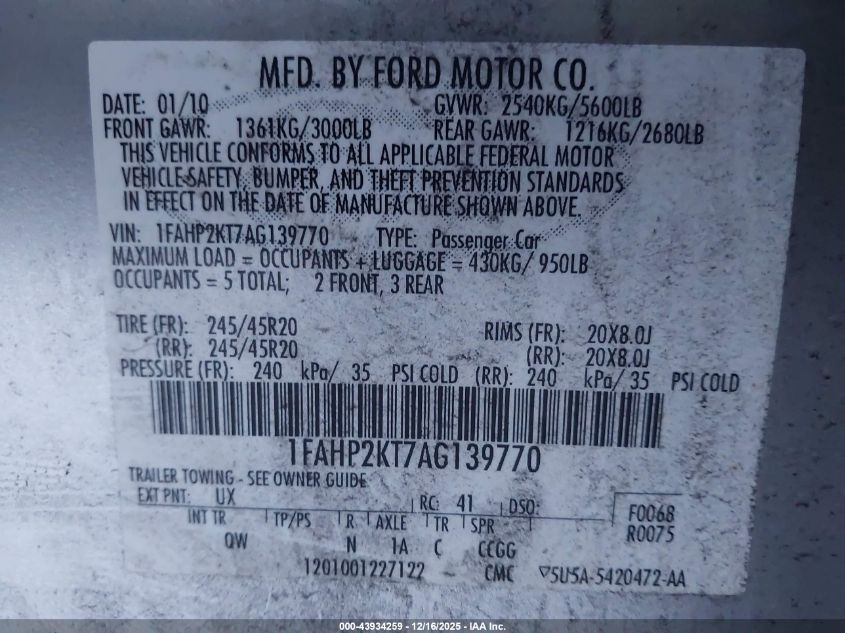 MFD. BY FORD MOTOR CO.
DATE: 01/10 GVWR: 2540KG/5600LB
FRONT GAWR: 1361KG/3000LB REAR GAWR: 1216KG/2680LB
THIS VEHICLE CONFORMS TO ALL APPLICABLE FEDERAL MOTOR
VEHICLE SAFETY, BUMPER, AND THEFT PREVENTION STANDARDS
IN EFFECT ON THE DATE OF MANUFACTURE SHOWN ABOVE.
VIN: 1FAHP2KT7AG139770 TYPE: Passenger Car
MAXIMUM LOAD = OCCUPANTS + LUGGAGE = 430KG/ 950LB
OCCUPANTS = 5 TOTAL; 2 FRONT, 3 REAR
TIRE (FR): 245/45R20 RIMS (FR): 20X8.0J
(RR): 245/45R20 (RR): 20X8.0J
PRESSURE (FR): 240 kPa/ 35 PSI COLD (RR): 240 kPa/ 35 PSI COLD
1FAHP2KT7AG139770
TRAILER TOWING - SEE OWNER GUIDE
EXT PNT: UX RC: 41 DSO: F0068
INT TR TP/PS R AXLE TR SPR R0075
QW N 1A C CCGG
1201001227122 CMC 5U5A-5420472-AA
000-43934259 - 12/16/2025 - IAA Inc.